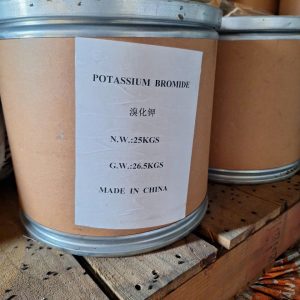 POTASSIUM BROMIDE
溴化钾
N.W.:25KGS
G.W.:26.5KGS
MADE IN CHINA